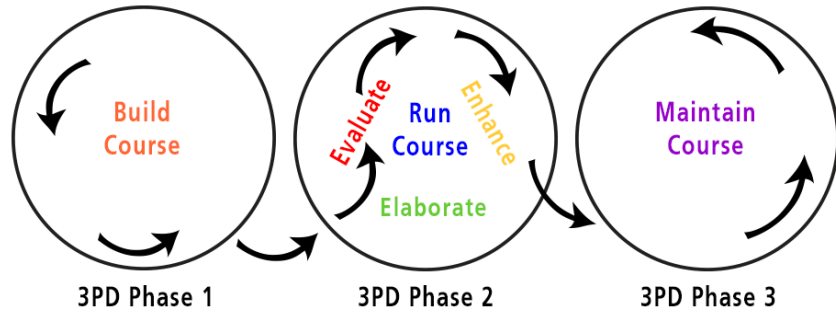 Build
Course
Evaluate
Run
Course
Enhance
Elaborate
Maintain
Course
3PD Phase 1
3PD Phase 2
3PD Phase 3